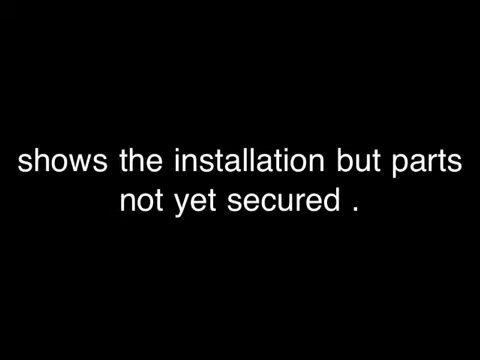 shows the installation but parts
not yet secured .